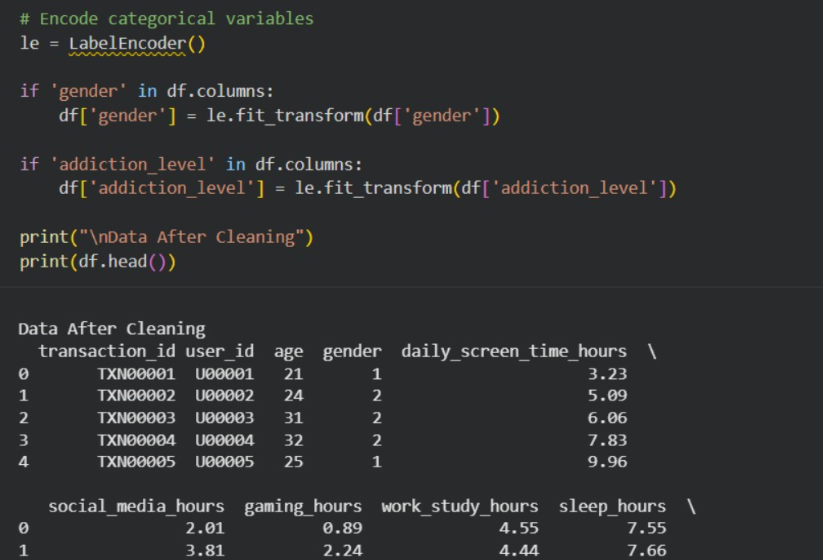 # Encode categorical variables
le = LabelEncoder()
if 'gender' in df.columns:
    df['gender'] = le.fit_transform(df['gender'])
if 'addiction_level' in df.columns:
    df['addiction_level'] = le.fit_transform(df['addiction_level'])
print("\nData After Cleaning")
print(df.head())
Data After Cleaning
  transaction_id user_id  age  gender  daily_screen_time_hours  \
0       TXN00001  U00001   21       1                     3.23
1       TXN00002  U00002   24       2                     5.09
2       TXN00003  U00003   31       2                     6.06
3       TXN00004  U00004   32       2                     7.83
4       TXN00005  U00005   25       1                     9.96
   social_media_hours  gaming_hours  work_study_hours  sleep_hours  \
0                2.01          0.89              4.55         7.55
1                3.81          2.24              4.44         7.66